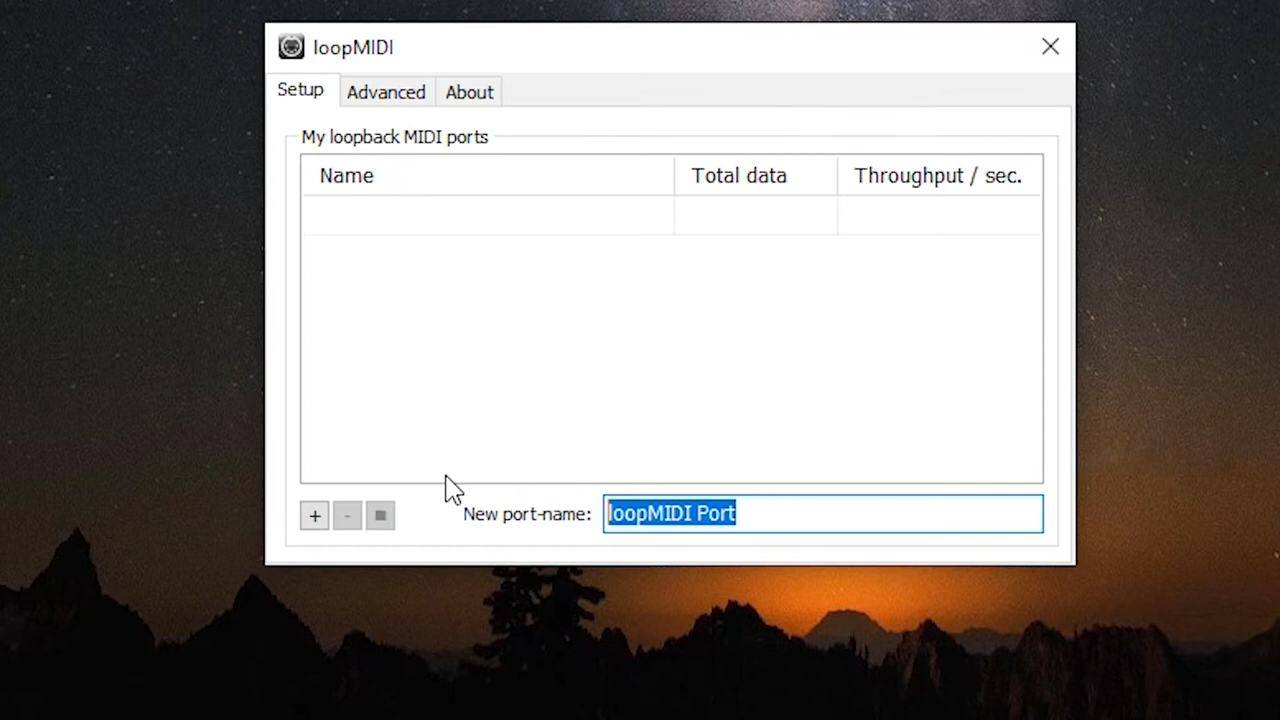 loopMIDI
Setup Advanced About
My loopback MIDI ports
Name Total data Throughput / sec.
+ - New port-name: loopMIDI Port